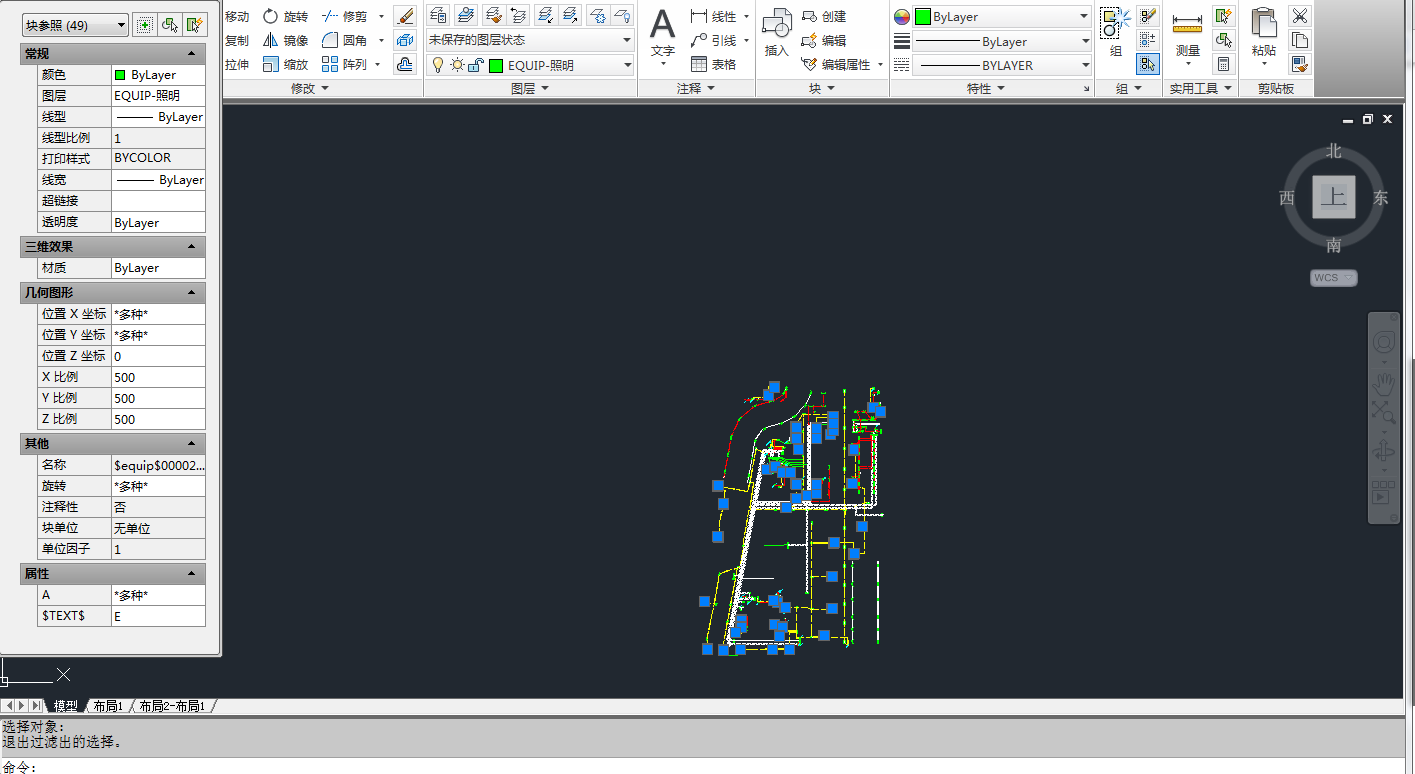 块参照 (49)
常规
颜色 ByLayer
图层 EQUIP-照明
线型 ByLayer
线型比例 1
打印样式 BYCOLOR
线宽 ByLayer
超链接
透明度 ByLayer
三维效果
材质 ByLayer
几何图形
位置 X 坐标 *多种*
位置 Y 坐标 *多种*
位置 Z 坐标 0
X 比例 500
Y 比例 500
Z 比例 500
其他
名称 $equip$00002...
旋转 *多种*
注释性 否
块单位 无单位
单位因子 1
属性
A *多种*
$TEXT$ E
移动 旋转 修剪
复制 镜像 圆角
拉伸 缩放 阵列
修改
未保存的图层状态
EQUIP-照明
图层
A
文字
线性
引线
表格
注释
插入
创建
编辑
编辑属性
块
ByLayer
ByLayer
BYLAYER
特性
组
组
测量
实用工具
粘贴
剪贴板
北
西 上 东
南
WCS
模型 布局1 布局2-布局1
选择对象:
退出过滤出的选择。
命令: